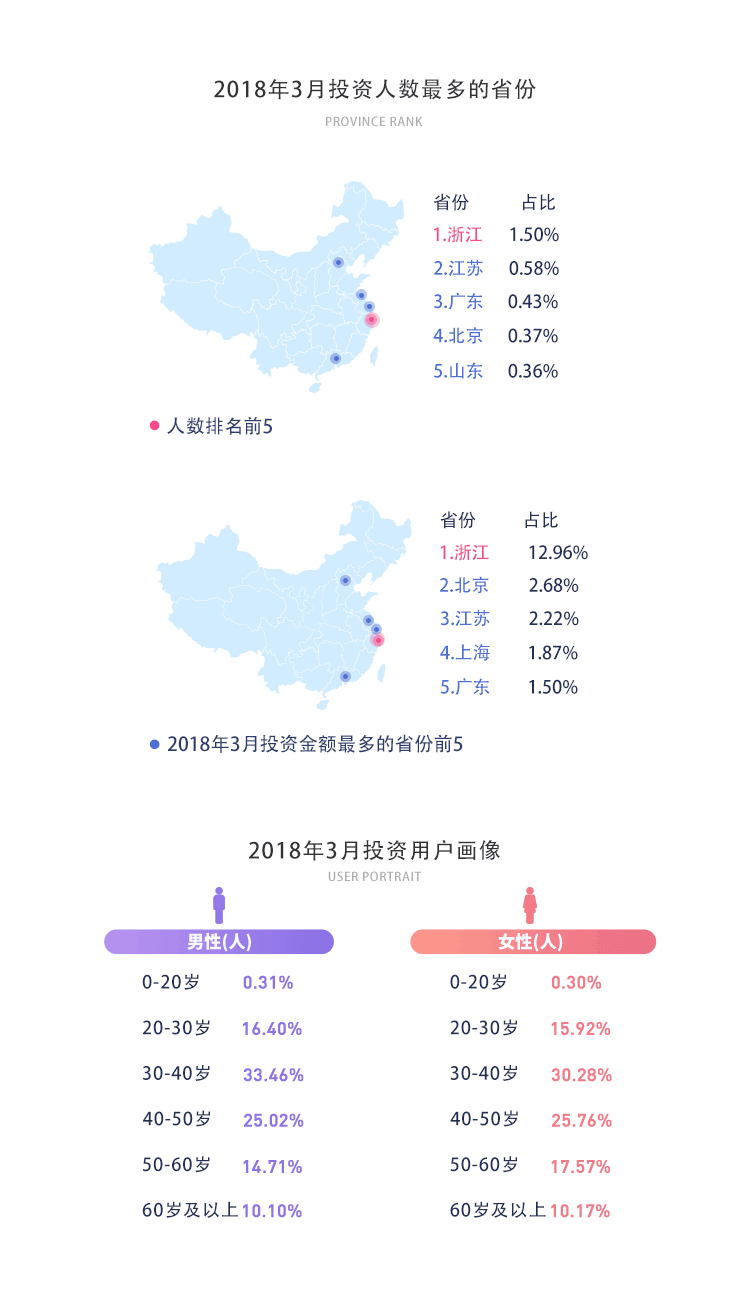 2018年3月投资人数最多的省份
PROVINCE RANK
省份 占比
1.浙江 1.50%
2.江苏 0.58%
3.广东 0.43%
4.北京 0.37%
5.山东 0.36%
人数排名前5
省份 占比
1.浙江 12.96%
2.北京 2.68%
3.江苏 2.22%
4.上海 1.87%
5.广东 1.50%
2018年3月投资金额最多的省份前5
2018年3月投资用户画像
USER PORTRAIT
男性(人) 女性(人)
0-20岁 0.31% 0-20岁 0.30%
20-30岁 16.40% 20-30岁 15.92%
30-40岁 33.46% 30-40岁 30.28%
40-50岁 25.02% 40-50岁 25.76%
50-60岁 14.71% 50-60岁 17.57%
60岁及以上 10.10% 60岁及以上 10.17%